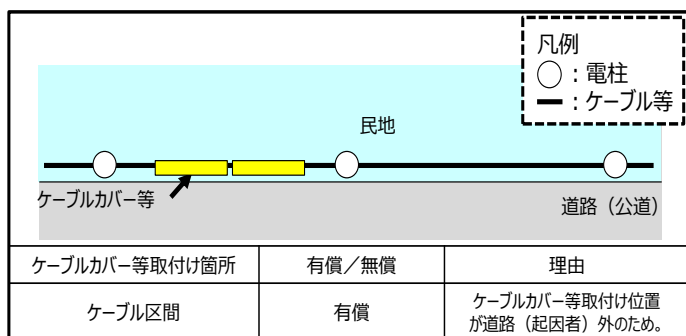 凡例
○：電柱
━：ケーブル等
民地
ケーブルカバー等
道路（公道）
ケーブルカバー等取付け箇所
有償／無償
理由
ケーブル区間
有償
ケーブルカバー等取付け位置
が道路（起因者）外のため。